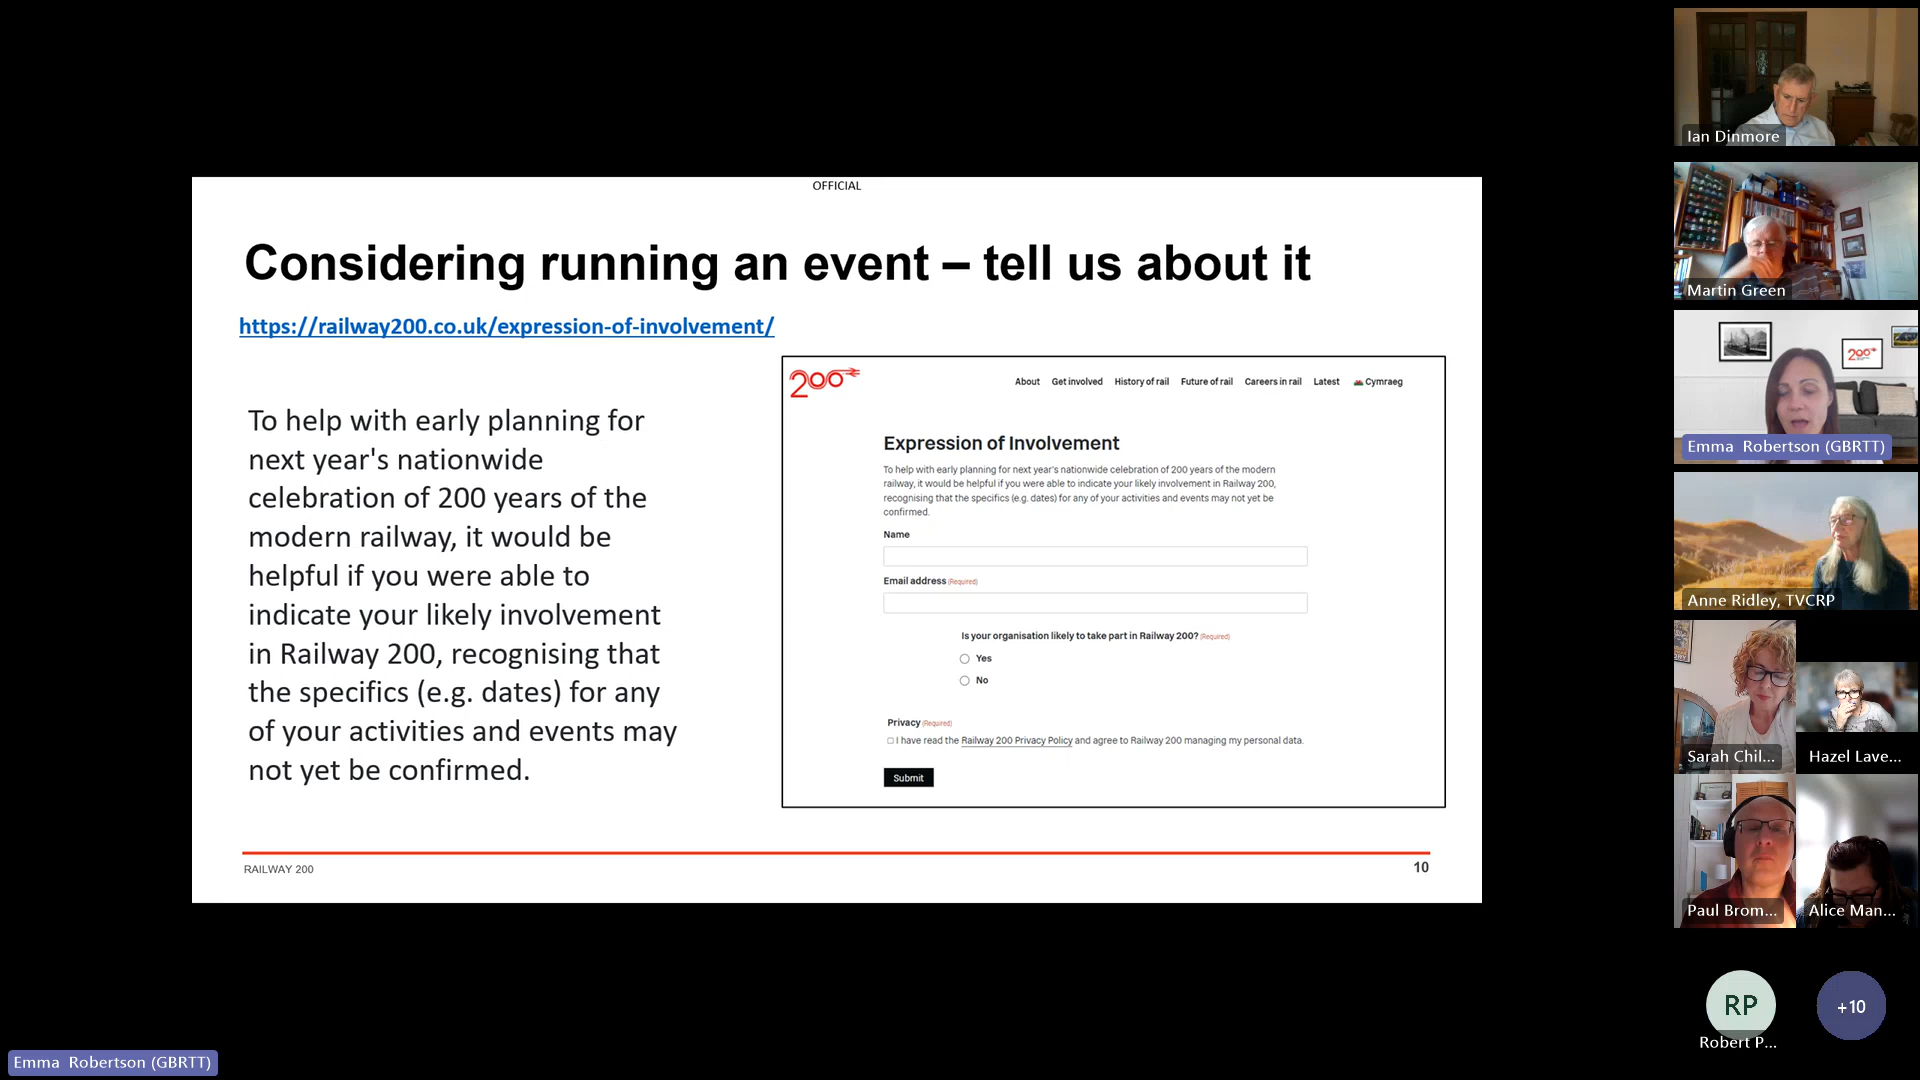 OFFICIAL
Considering running an event – tell us about it
https://railway200.co.uk/expression-of-involvement/
To help with early planning for
next year's nationwide
celebration of 200 years of the
modern railway, it would be
helpful if you were able to
indicate your likely involvement
in Railway 200, recognising that
the specifics (e.g. dates) for any
of your activities and events may
not yet be confirmed.
200
About Get involved History of rail Future of rail Careers in rail Latest Cymraeg
Expression of Involvement
To help with early planning for next year's nationwide celebration of 200 years of the modern
railway, it would be helpful if you were able to indicate your likely involvement in Railway 200,
recognising that the specifics (e.g. dates) for any of your activities and events may not yet be
confirmed.
Name
Email address (Required)
Is your organisation likely to take part in Railway 200? (Required)
Yes
No
Privacy (Required)
I have read the Railway 200 Privacy Policy and agree to Railway 200 managing my personal data.
Submit
RAILWAY 200
10
Ian Dinmore
Martin Green
200
Emma Robertson (GBRTT)
Anne Ridley, TVCRP
Sarah Chil...
Hazel Lave...
Paul Brom...
Alice Man...
RP
+10
Robert P...
Emma Robertson (GBRTT)